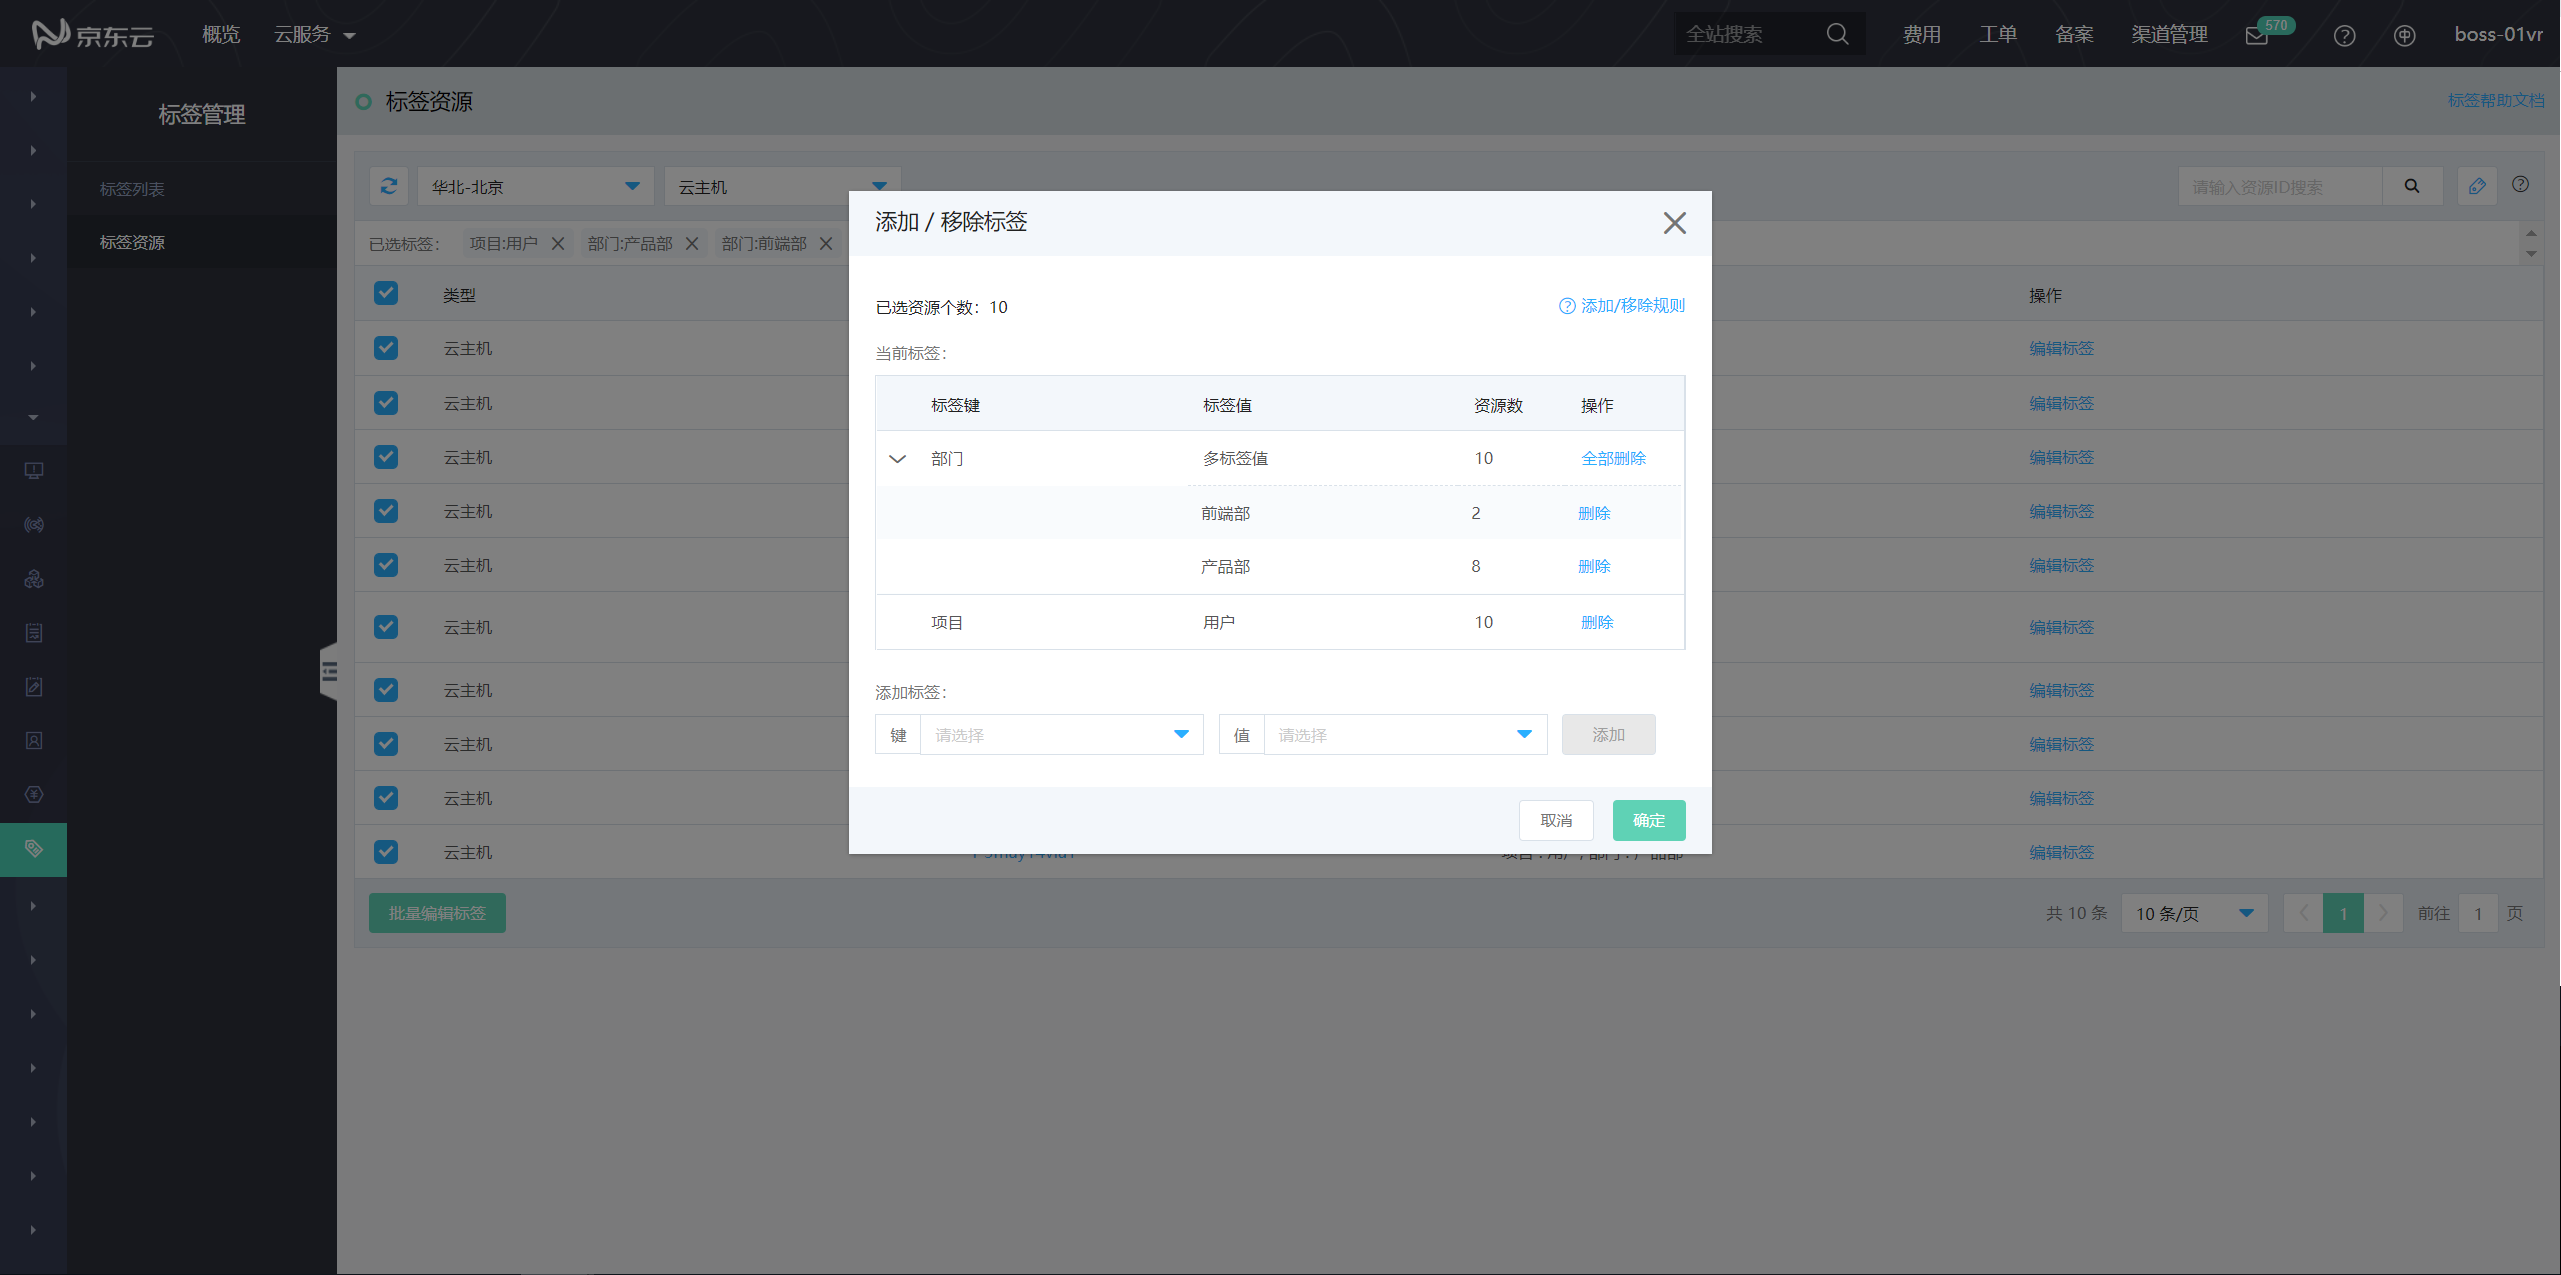 京东云 概览 云服务 全站搜索 费用 工单 备案 渠道管理 570 boss-01vr
标签管理
标签列表
标签资源
标签资源 标签帮助文档
华北-北京 云主机 请输入资源ID搜索
已选标签： 项目:用户 部门:产品部 部门:前端部
类型 操作
云主机 编辑标签
云主机 编辑标签
云主机 编辑标签
云主机 编辑标签
云主机 编辑标签
云主机 编辑标签
云主机 编辑标签
云主机 编辑标签
云主机 编辑标签
云主机 编辑标签
批量编辑标签 共 10 条 10 条/页 1 前往 1 页
添加 / 移除标签
已选资源个数：10 添加/移除规则
当前标签：
标签键 标签值 资源数 操作
部门 多标签值 10 全部删除
前端部 2 删除
产品部 8 删除
项目 用户 10 删除
添加标签：
键 请选择 值 请选择 添加
取消 确定